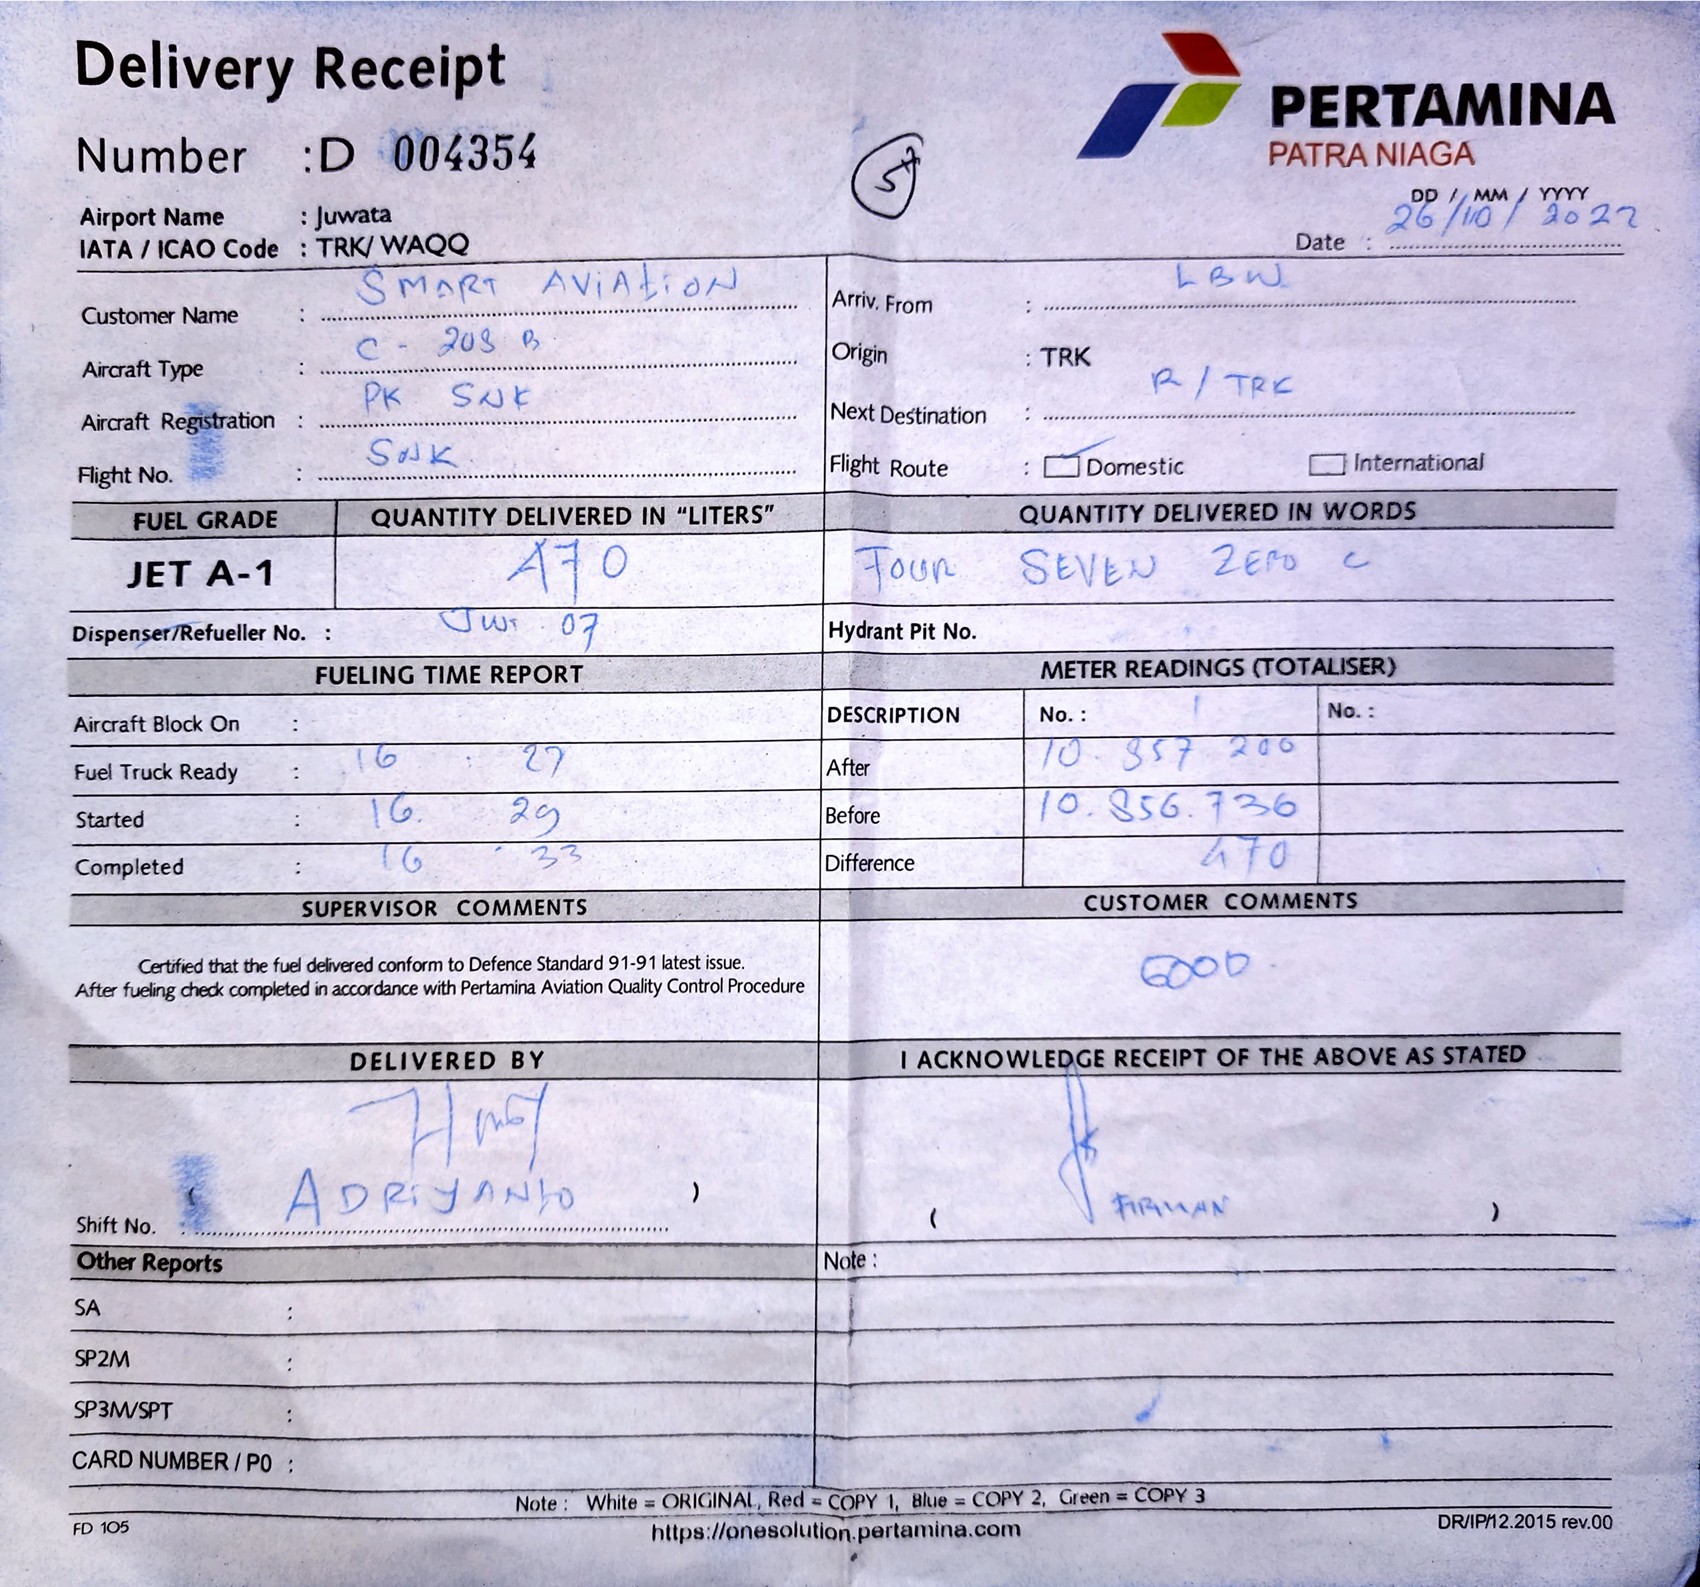 Delivery Receipt
PERTAMINA
PATRA NIAGA
Number : D 004354
5
Airport Name : Juwata
IATA / ICAO Code : TRK/ WAQQ
DD / MM / YYYY
Date : 26/10/2022
Customer Name : SMART AVIATION
Arriv. From : LBW
Aircraft Type : C - 208 B
Origin : TRK
Aircraft Registration : PK SNK
Next Destination : R / TRK
Flight No. : SNK
Flight Route : Domestic International
FUEL GRADE QUANTITY DELIVERED IN “LITERS” QUANTITY DELIVERED IN WORDS
JET A-1 470 FOUR SEVEN ZERO
Dispenser/Refueller No. : JW 07
Hydrant Pit No.
FUELING TIME REPORT METER READINGS (TOTALISER)
Aircraft Block On :
DESCRIPTION No. : 1 No. :
Fuel Truck Ready : 16 : 27
After 10. 857 200
Started : 16. 29
Before 10.856.736
Completed : 16 33
Difference 470
SUPERVISOR COMMENTS CUSTOMER COMMENTS
Certified that the fuel delivered conform to Defence Standard 91-91 latest issue.
After fueling check completed in accordance with Pertamina Aviation Quality Control Procedure
GOOD
DELIVERED BY I ACKNOWLEDGE RECEIPT OF THE ABOVE AS STATED
Shift No. ( ADRIYANTO )
( FIRMAN )
Other Reports Note :
SA :
SP2M :
SP3M/SPT :
CARD NUMBER / P0 :
Note : White = ORIGINAL, Red = COPY 1, Blue = COPY 2, Green = COPY 3
FD 105 https://onesolution.pertamina.com DR/IP/12.2015 rev.00